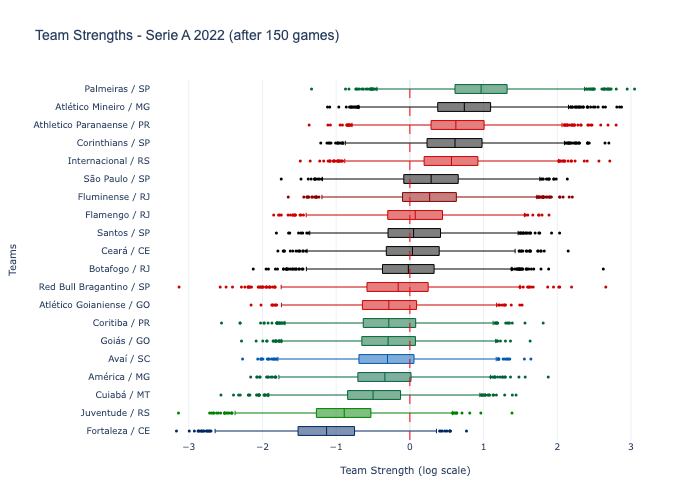 Team Strengths - Serie A 2022 (after 150 games)
Palmeiras / SP
Atlético Mineiro / MG
Athletico Paranaense / PR
Corinthians / SP
Internacional / RS
São Paulo / SP
Fluminense / RJ
Flamengo / RJ
Santos / SP
Ceará / CE
Botafogo / RJ
Red Bull Bragantino / SP
Atlético Goianiense / GO
Coritiba / PR
Goiás / GO
Avaí / SC
América / MG
Cuiabá / MT
Juventude / RS
Fortaleza / CE
Teams
−3 −2 −1 0 1 2 3
Team Strength (log scale)